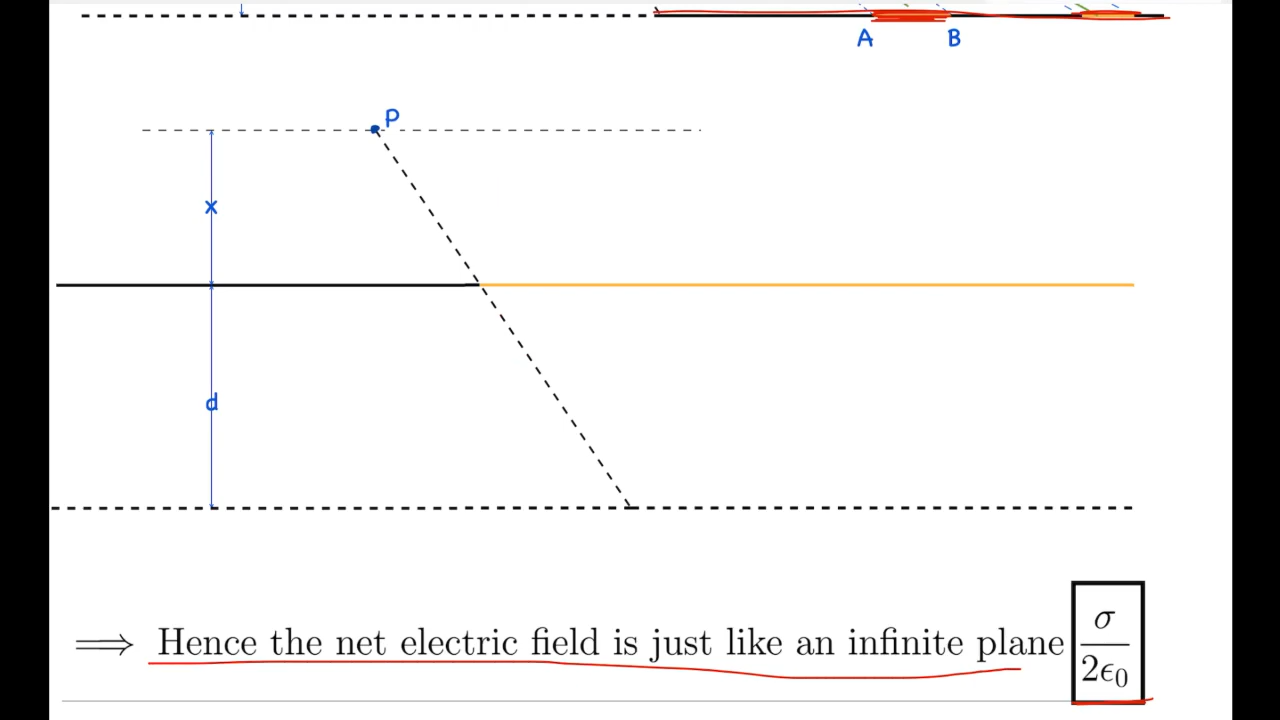 A B
P
x
d
⟹ Hence the net electric field is just like an infinite plane σ/2ϵ₀